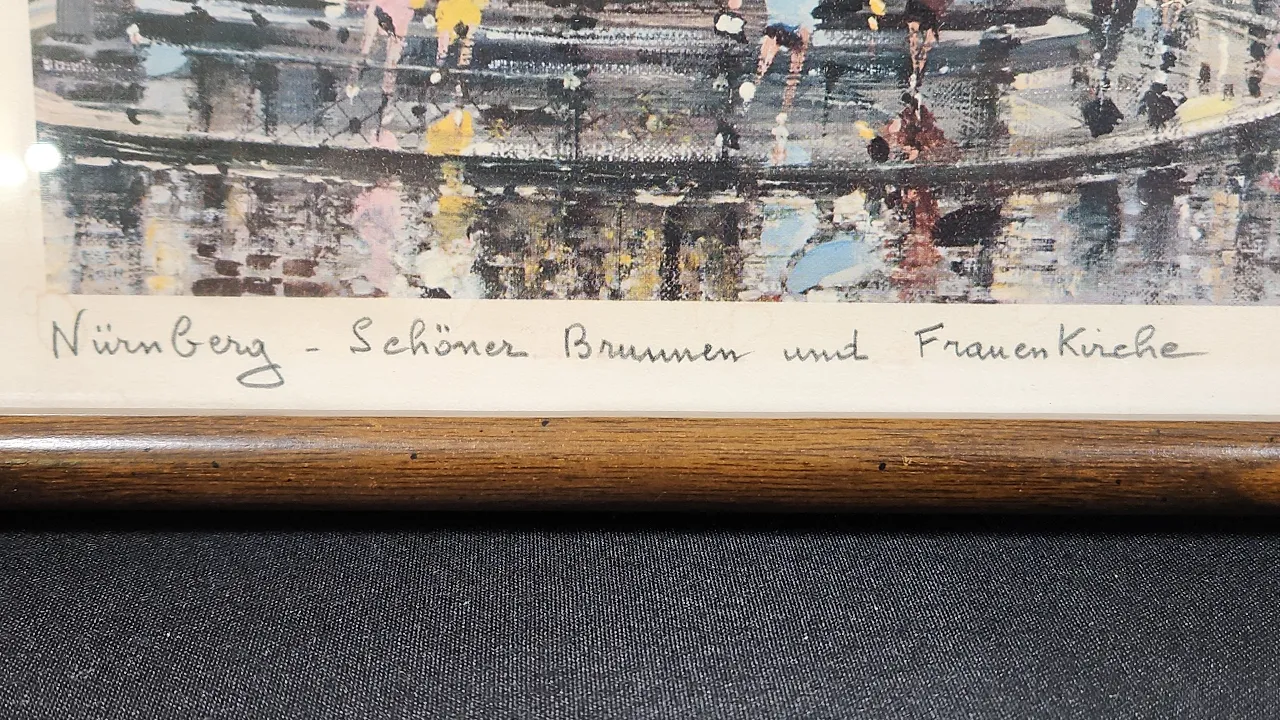 Nürnberg - Schöner Brunnen und FrauenKirche